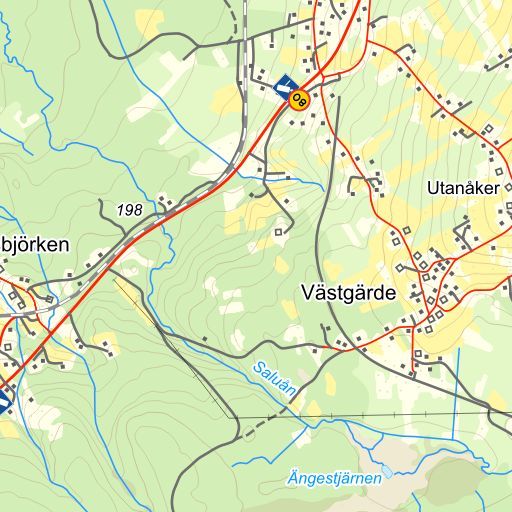 80
Utanåker
198
björken
Västgärde
Saluån
Ängestjärnen